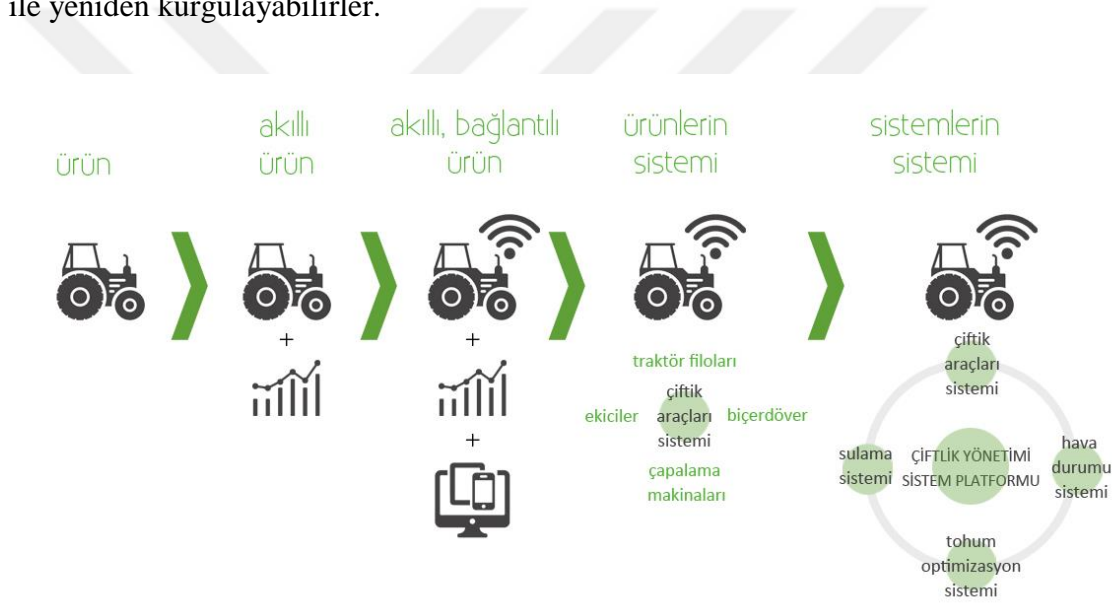 ile yeniden kurgulayabilirler.
ürün
akıllı
ürün
akıllı, bağlantılı
ürün
ürünlerin
sistemi
sistemlerin
sistemi
+
+
+
traktör filoları
ekiciler
çiftik
araçları
sistemi
biçerdöver
çapalama
makinaları
çiftik
araçları
sistemi
sulama
sistemi
ÇİFTLİK YÖNETİMİ
SİSTEM PLATFORMU
hava
durumu
sistemi
tohum
optimizasyon
sistemi